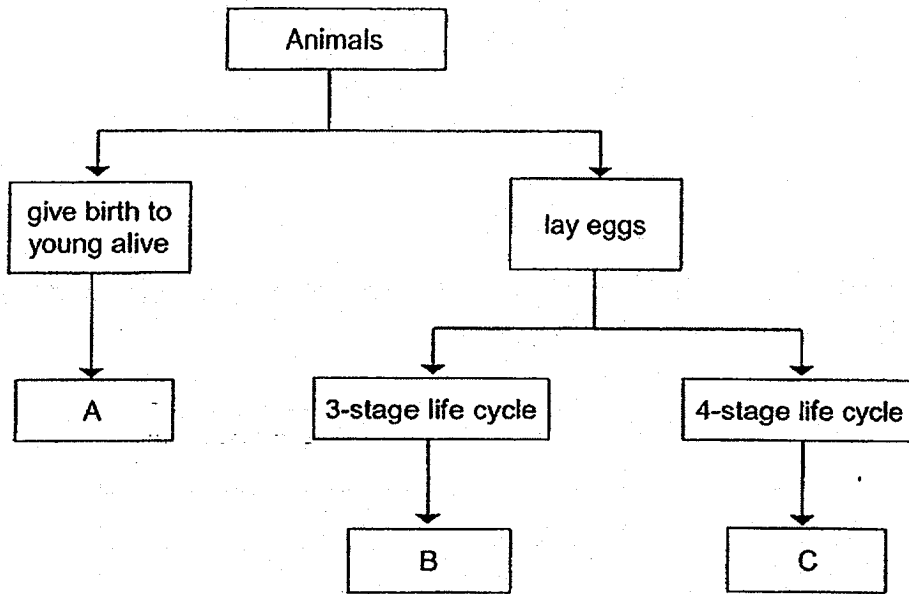 Animals
give birth to
young alive
lay eggs
A
3-stage life cycle
4-stage life cycle
B
C